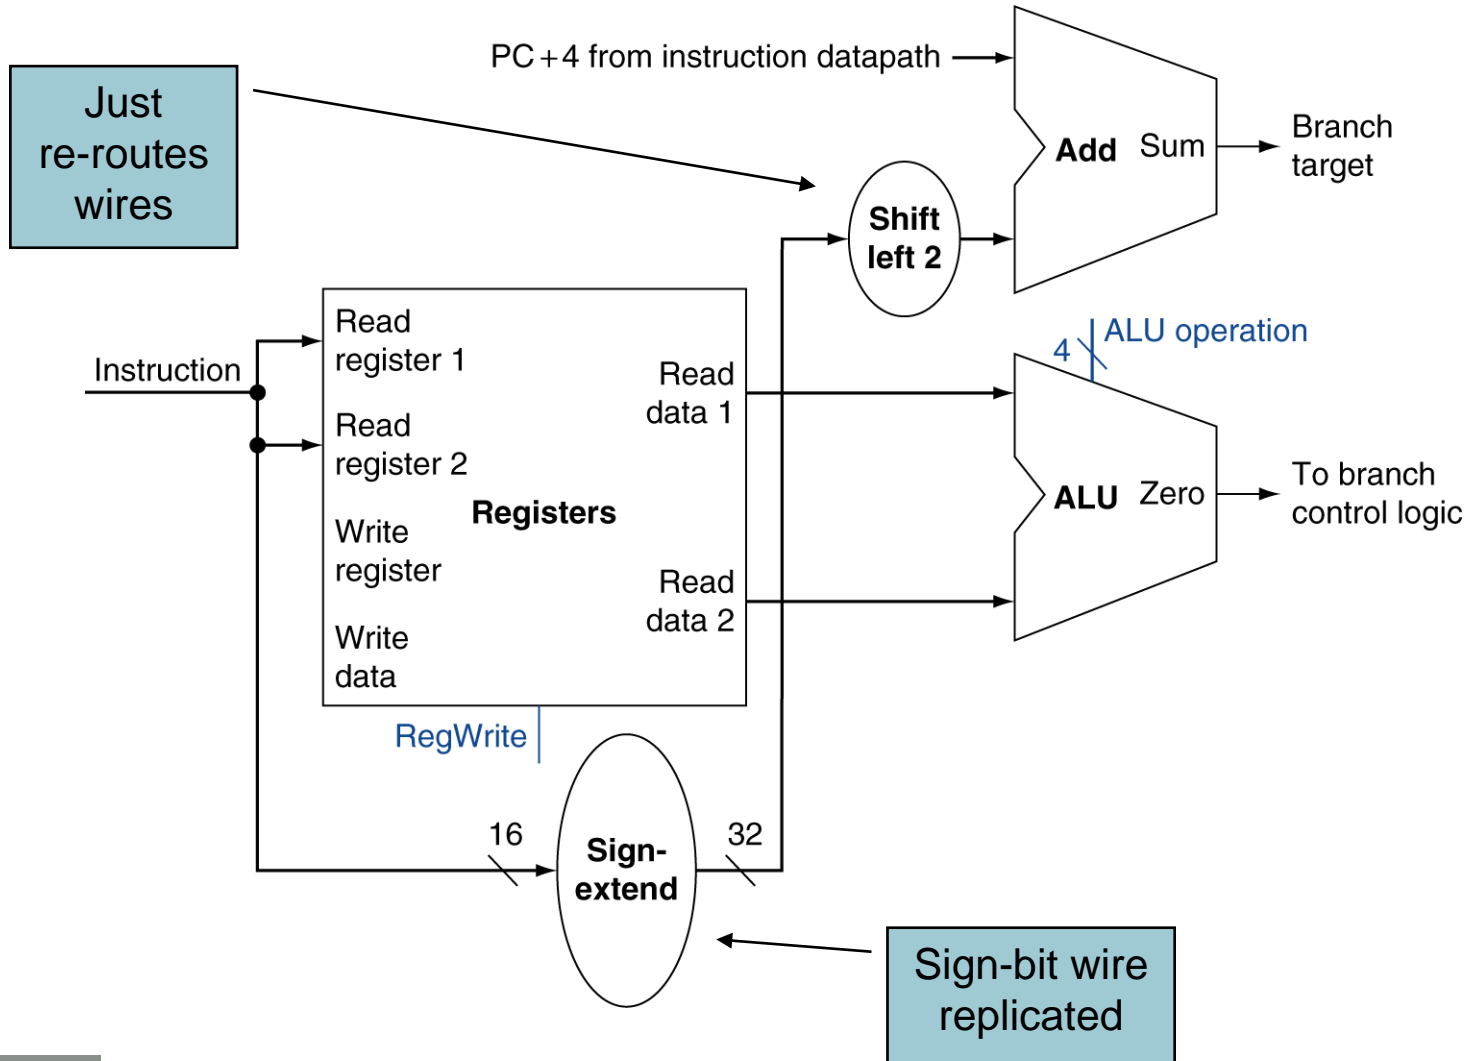 PC+4 from instruction datapath
Just
re-routes
wires
Add Sum
Branch
target
Shift
left 2
Read
register 1
Instruction
Read
data 1
4
ALU operation
Read
register 2
Registers
ALU Zero
To branch
control logic
Write
register
Read
data 2
Write
data
RegWrite
16
32
Sign-
extend
Sign-bit wire
replicated